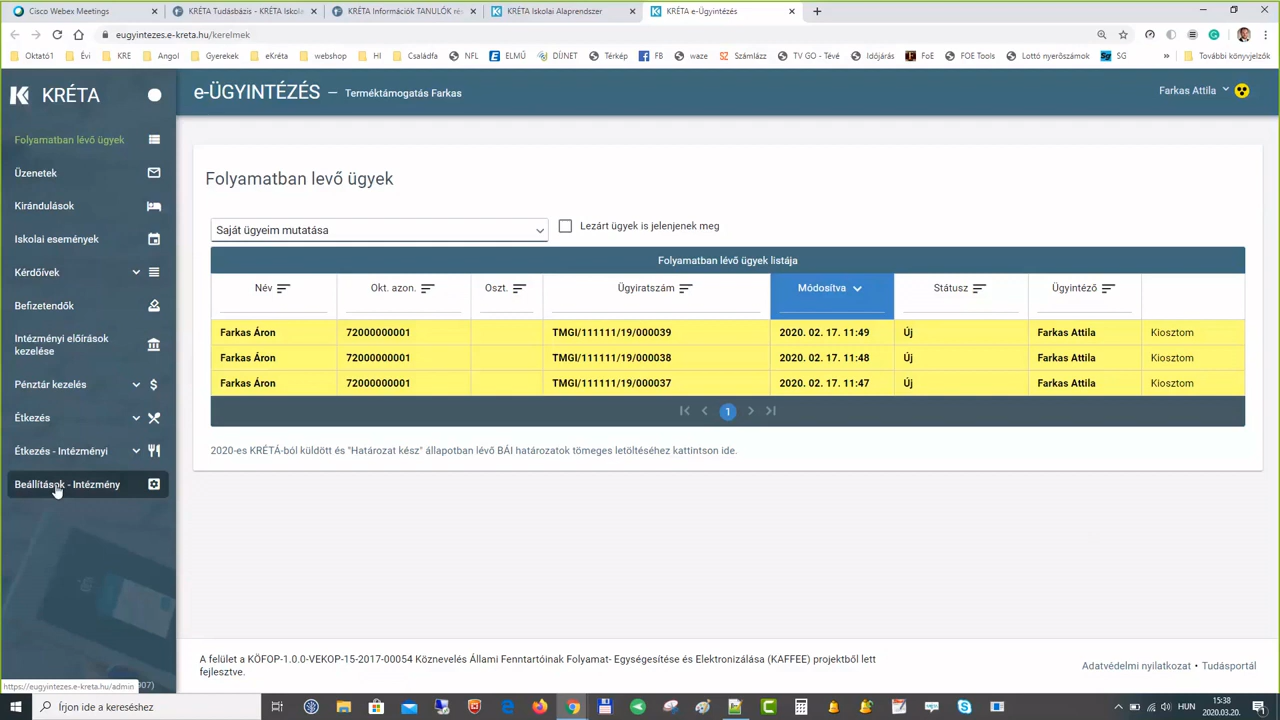 Cisco Webex Meetings
KRÉTA Tudásbázis - KRÉTA Iskola
KRÉTA Információk TANULÓK ré
KRÉTA Iskolai Alaprendszer
KRÉTA e-Ügyintézés
eugyintezes.e-kreta.hu/kerelmek
Oktató1 Évi KRE Angol Gyerekek eKréta webshop HI Családfa NFL ELMŰ DÜNET Térkép FB waze Számlázz TV GO - Tévé Időjárás FoE FOE Tools Lottó nyerőszámok SG » További könyvjelzők
KRÉTA
e-ÜGYINTÉZÉS — Terméktámogatás Farkas
Farkas Attila
Folyamatban lévő ügyek
Üzenetek
Kirándulások
Iskolai események
Kérdőívek
Befizetendők
Intézményi előírások
kezelése
Pénztár kezelés
Étkezés
Étkezés - Intézményi
Beállítások - Intézmény
Folyamatban levő ügyek
Saját ügyeim mutatása
Lezárt ügyek is jelenjenek meg
Folyamatban lévő ügyek listája
Név Okt. azon. Oszt. Ügyiratszám Módosítva Státusz Ügyintéző
Farkas Áron 72000000001 TMGI/111111/19/000039 2020. 02. 17. 11:49 Új Farkas Attila Kiosztom
Farkas Áron 72000000001 TMGI/111111/19/000038 2020. 02. 17. 11:48 Új Farkas Attila Kiosztom
Farkas Áron 72000000001 TMGI/111111/19/000037 2020. 02. 17. 11:47 Új Farkas Attila Kiosztom
1
2020-es KRÉTÁ-ból küldött és "Határozat kész" állapotban lévő BÁI határozatok tömeges letöltéséhez kattintson ide.
A felület a KÖFOP-1.0.0-VEKOP-15-2017-00054 Köznevelés Állami Fenntartóinak Folyamat- Egységesítése és Elektronizálása (KAFFEE) projektből lett
fejlesztve.
Adatvédelmi nyilatkozat • Tudásportál
https://eugyintezes.e-kreta.hu/admin
907)
Írjon ide a kereséshez
HUN
15:38
2020.03.20.